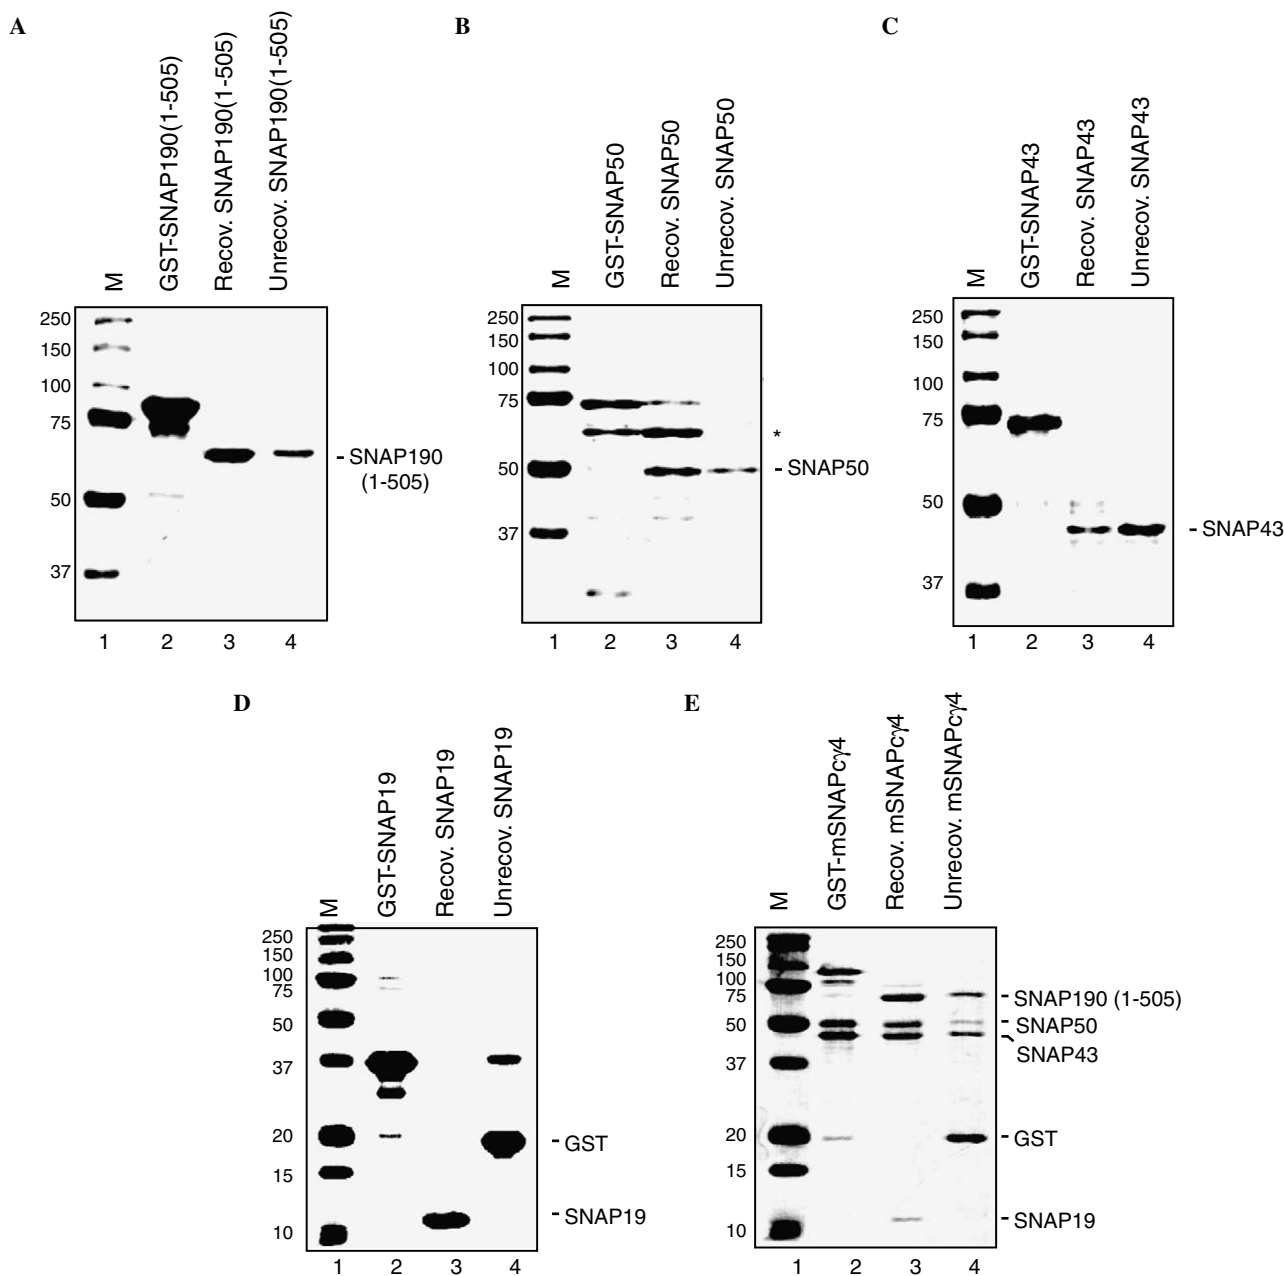 A
M
GST-SNAP190(1-505)
Recov. SNAP190(1-505)
Unrecov. SNAP190(1-505)
250
150
100
75
50
37
SNAP190
(1-505)
1 2 3 4
B
M
GST-SNAP50
Recov. SNAP50
Unrecov. SNAP50
250
150
100
75
50
37
*
SNAP50
1 2 3 4
C
M
GST-SNAP43
Recov. SNAP43
Unrecov. SNAP43
250
150
100
75
50
37
SNAP43
1 2 3 4
D
M
GST-SNAP19
Recov. SNAP19
Unrecov. SNAP19
250
150
100
75
50
37
20
15
10
GST
SNAP19
1 2 3 4
E
M
GST-mSNAPcγ4
Recov. mSNAPcγ4
Unrecov. mSNAPcγ4
250
150
100
75
50
37
20
15
10
SNAP190 (1-505)
SNAP50
SNAP43
GST
SNAP19
1 2 3 4